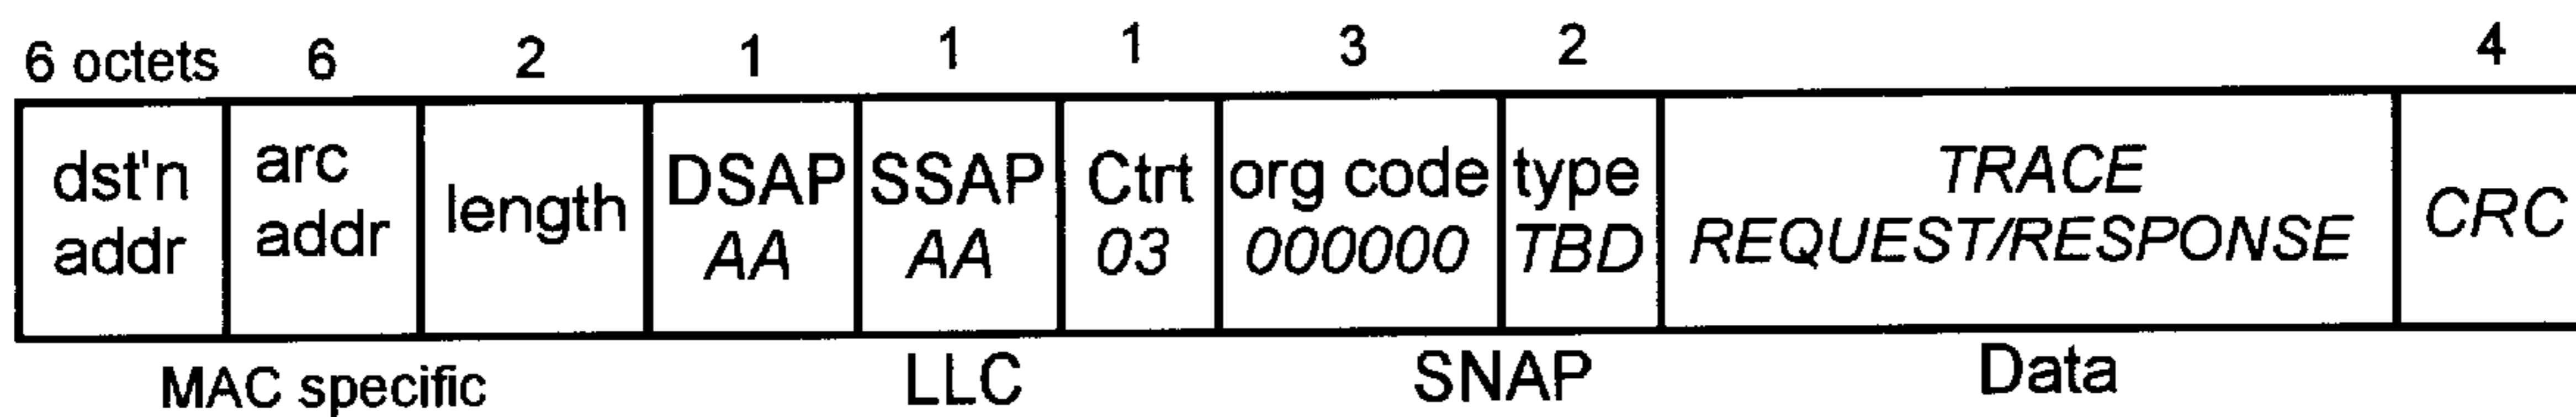 6 octets 6 2 1 1 1 3 2 4
dst'n addr
arc addr
length
DSAP AA
SSAP AA
Ctrt 03
org code 000000
type TBD
TRACE REQUEST/RESPONSE
CRC
MAC specific LLC SNAP Data